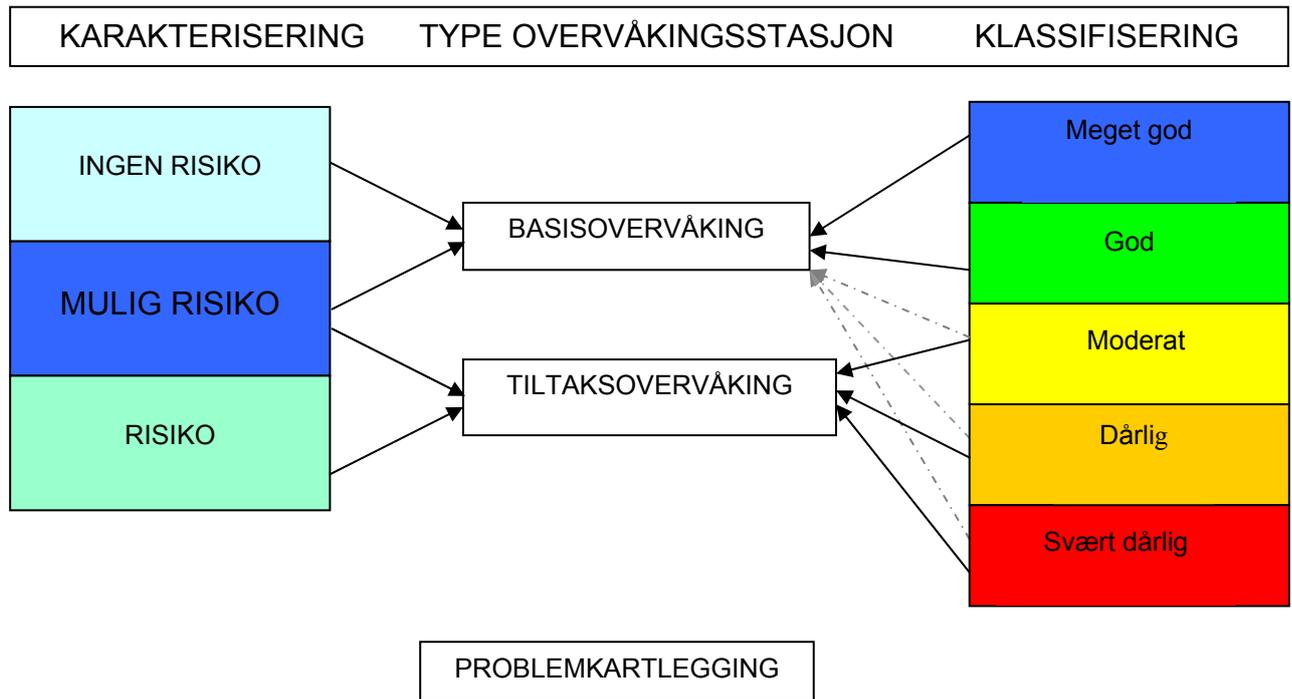 KARAKTERISERING TYPE OVERVÅKINGSSTASJON KLASSIFISERING
INGEN RISIKO
MULIG RISIKO
RISIKO
BASISOVERVÅKING
TILTAKSOVERVÅKING
Meget god
God
Moderat
Dårlig
Svært dårlig
PROBLEMKARTLEGGING